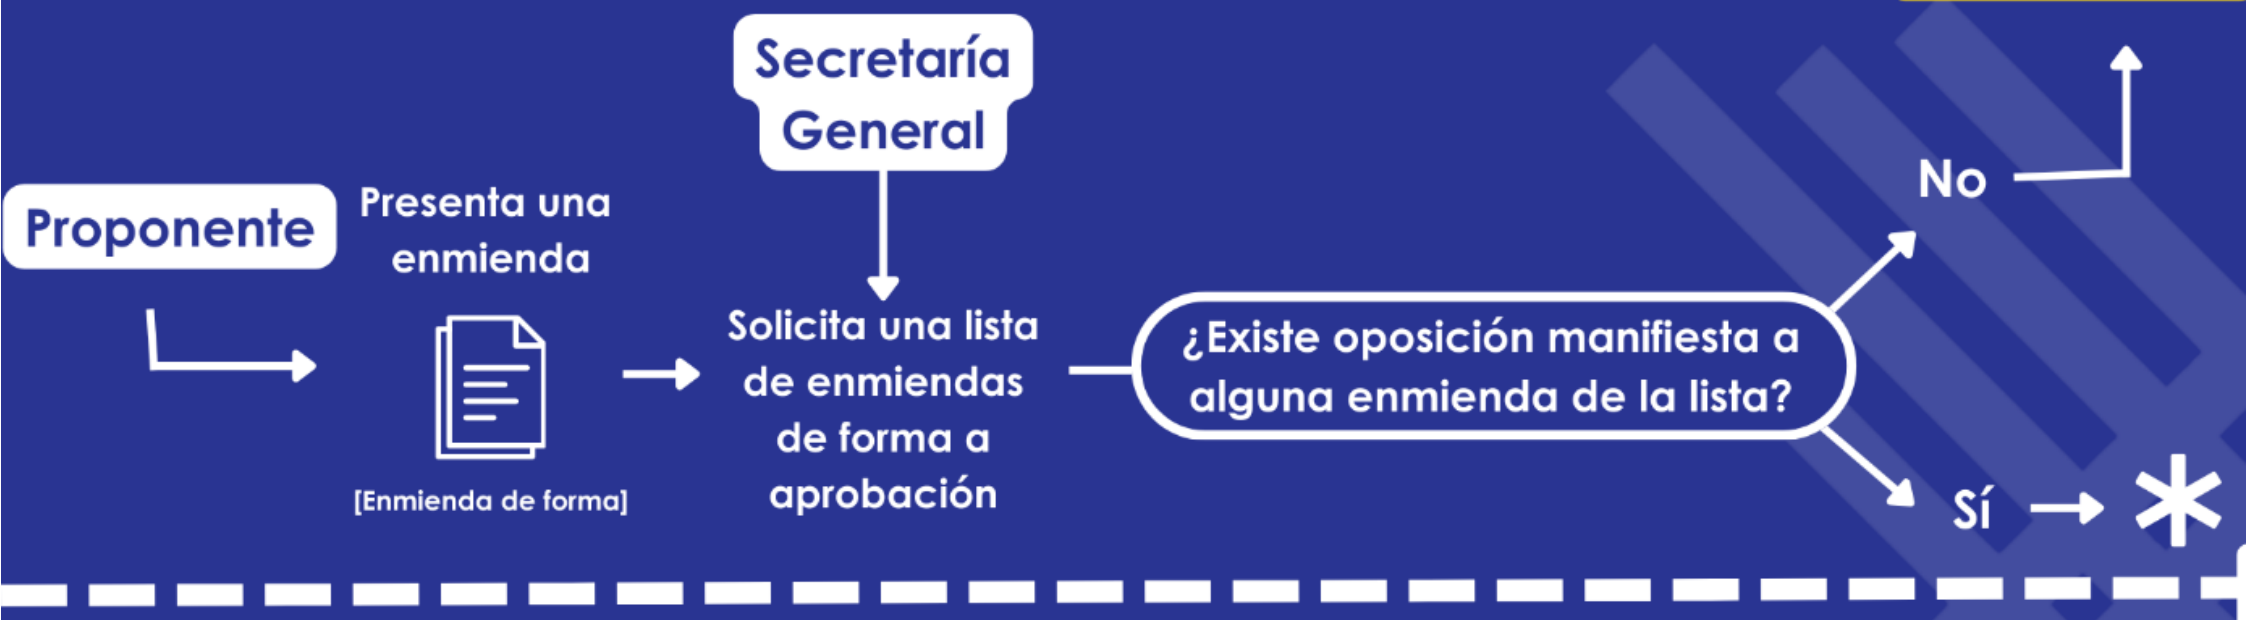 Proponente
Presenta una
enmienda
[Enmienda de forma]
Secretaría
General
Solicita una lista
de enmiendas
de forma a
aprobación
¿Existe oposición manifiesta a
alguna enmienda de la lista?
No
Sí